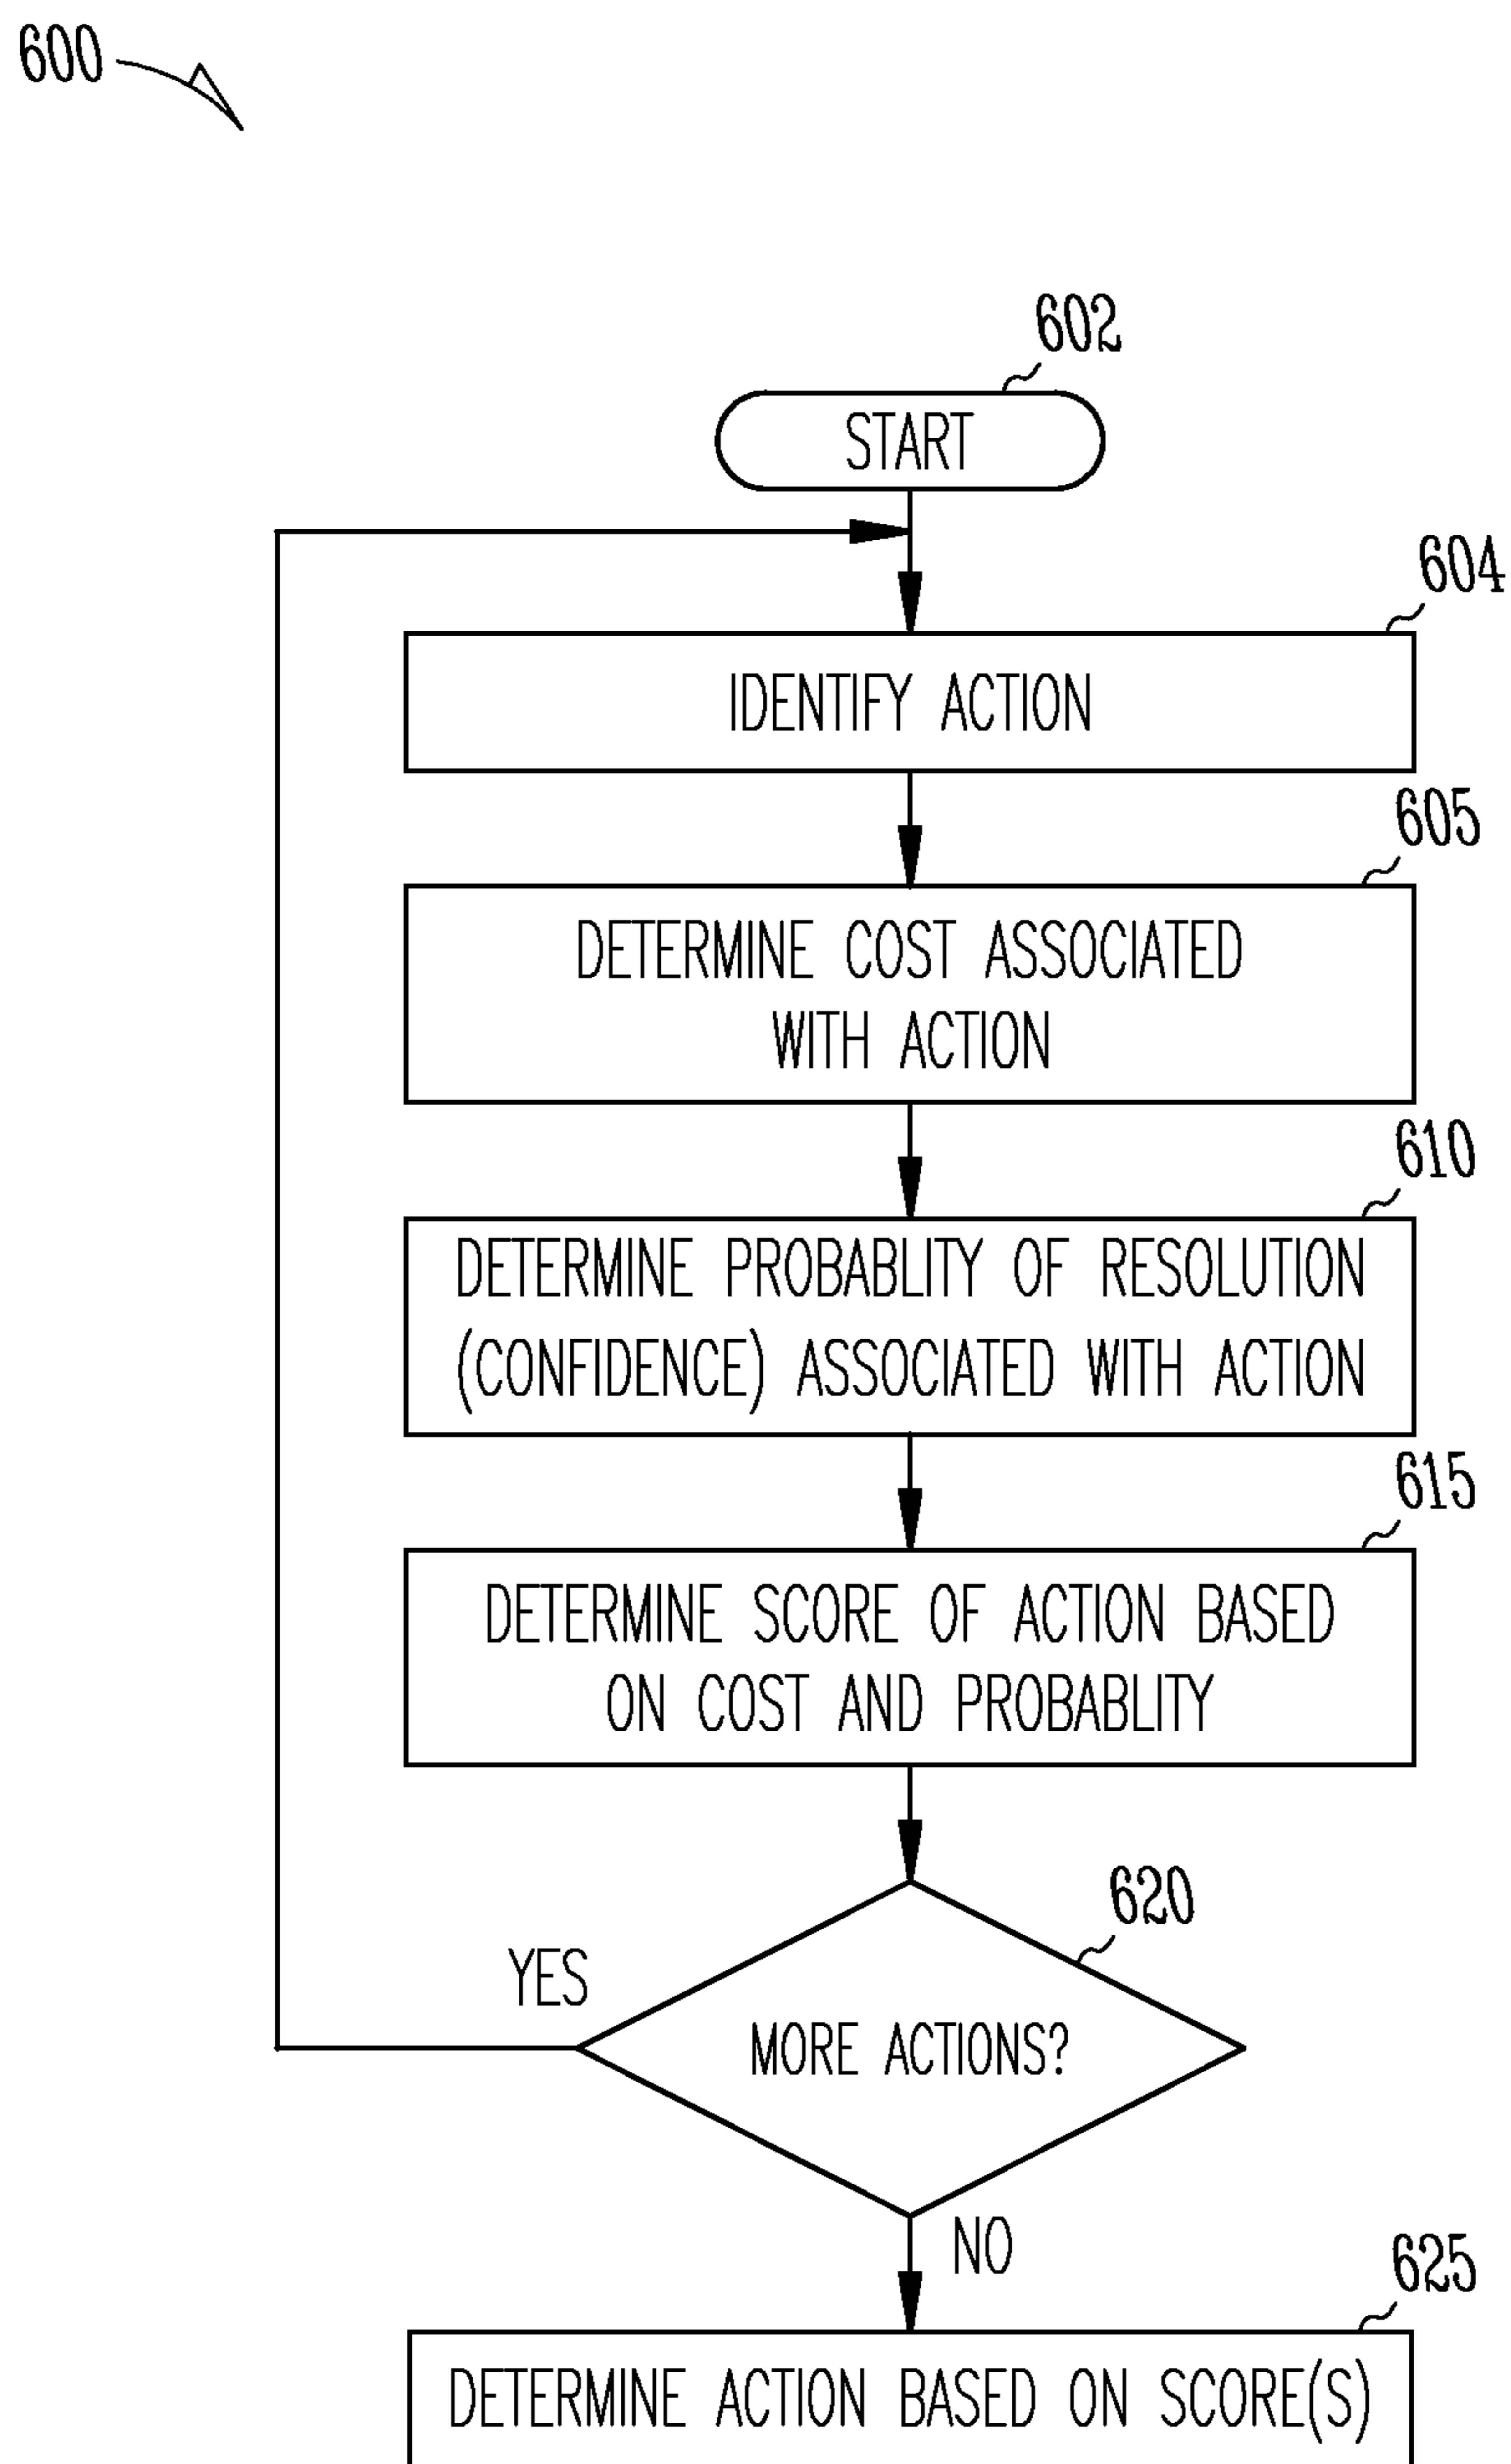 600
602
START
604
IDENTIFY ACTION
605
DETERMINE COST ASSOCIATED
WITH ACTION
610
DETERMINE PROBABLITY OF RESOLUTION
(CONFIDENCE) ASSOCIATED WITH ACTION
615
DETERMINE SCORE OF ACTION BASED
ON COST AND PROBABLITY
620
YES
MORE ACTIONS?
NO
625
DETERMINE ACTION BASED ON SCORE(S)